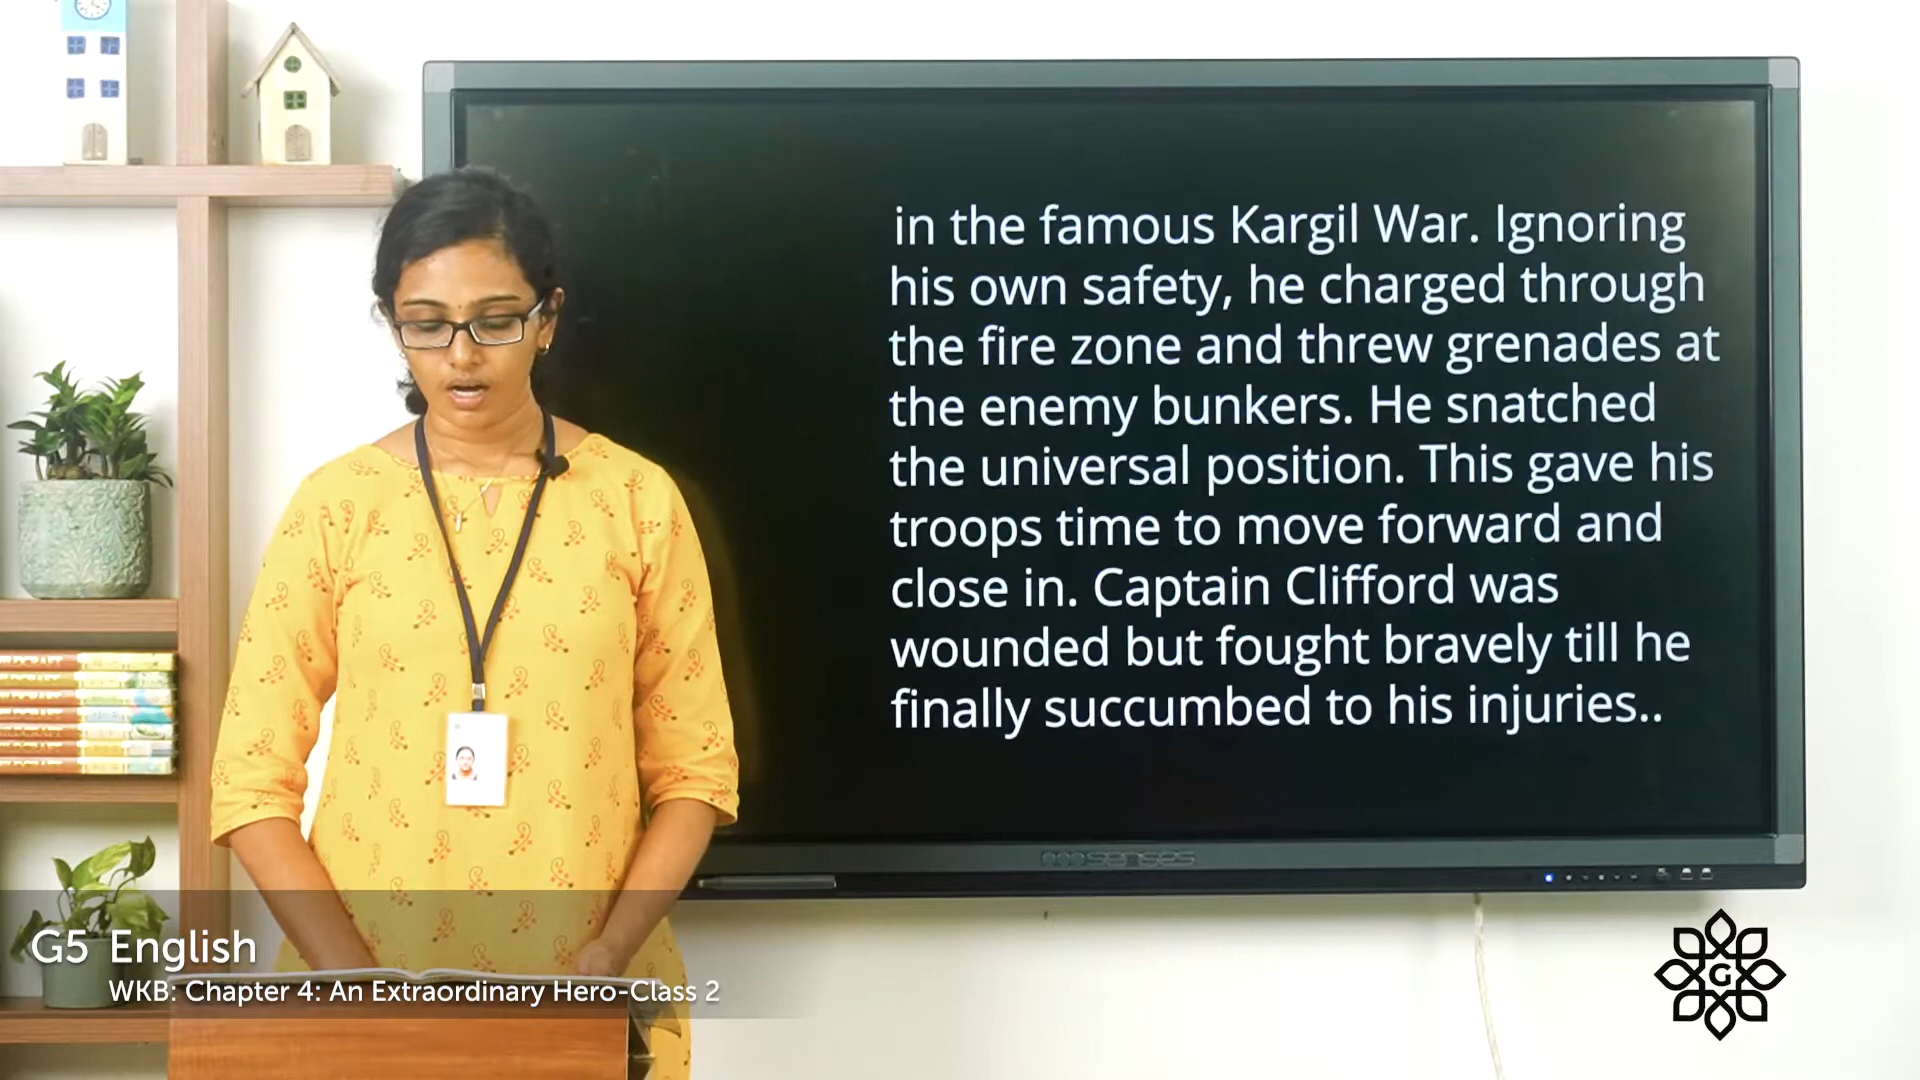 in the famous Kargil War. Ignoring
his own safety, he charged through
the fire zone and threw grenades at
the enemy bunkers. He snatched
the universal position. This gave his
troops time to move forward and
close in. Captain Clifford was
wounded but fought bravely till he
finally succumbed to his injuries..
senses
G5 English
WKB: Chapter 4: An Extraordinary Hero-Class 2
G